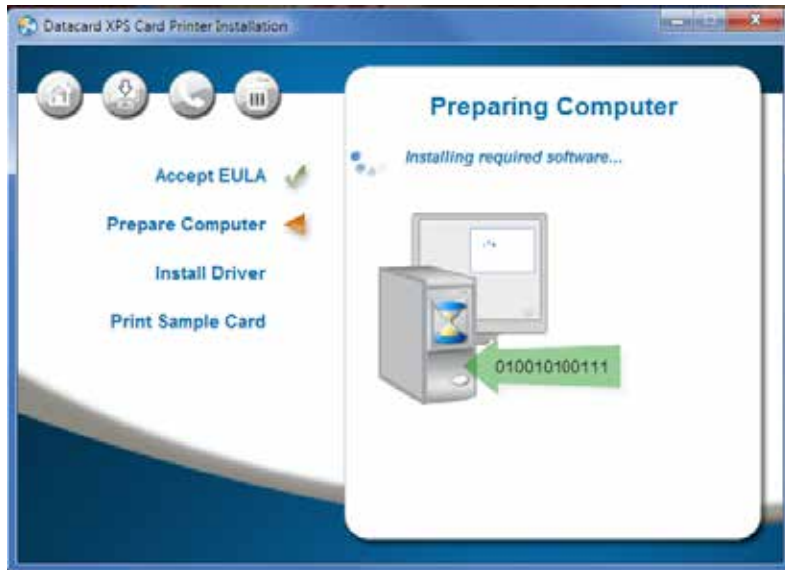 Datacard XPS Card Printer Installation
Preparing Computer
Installing required software...
Accept EULA
Prepare Computer
Install Driver
Print Sample Card
010010100111